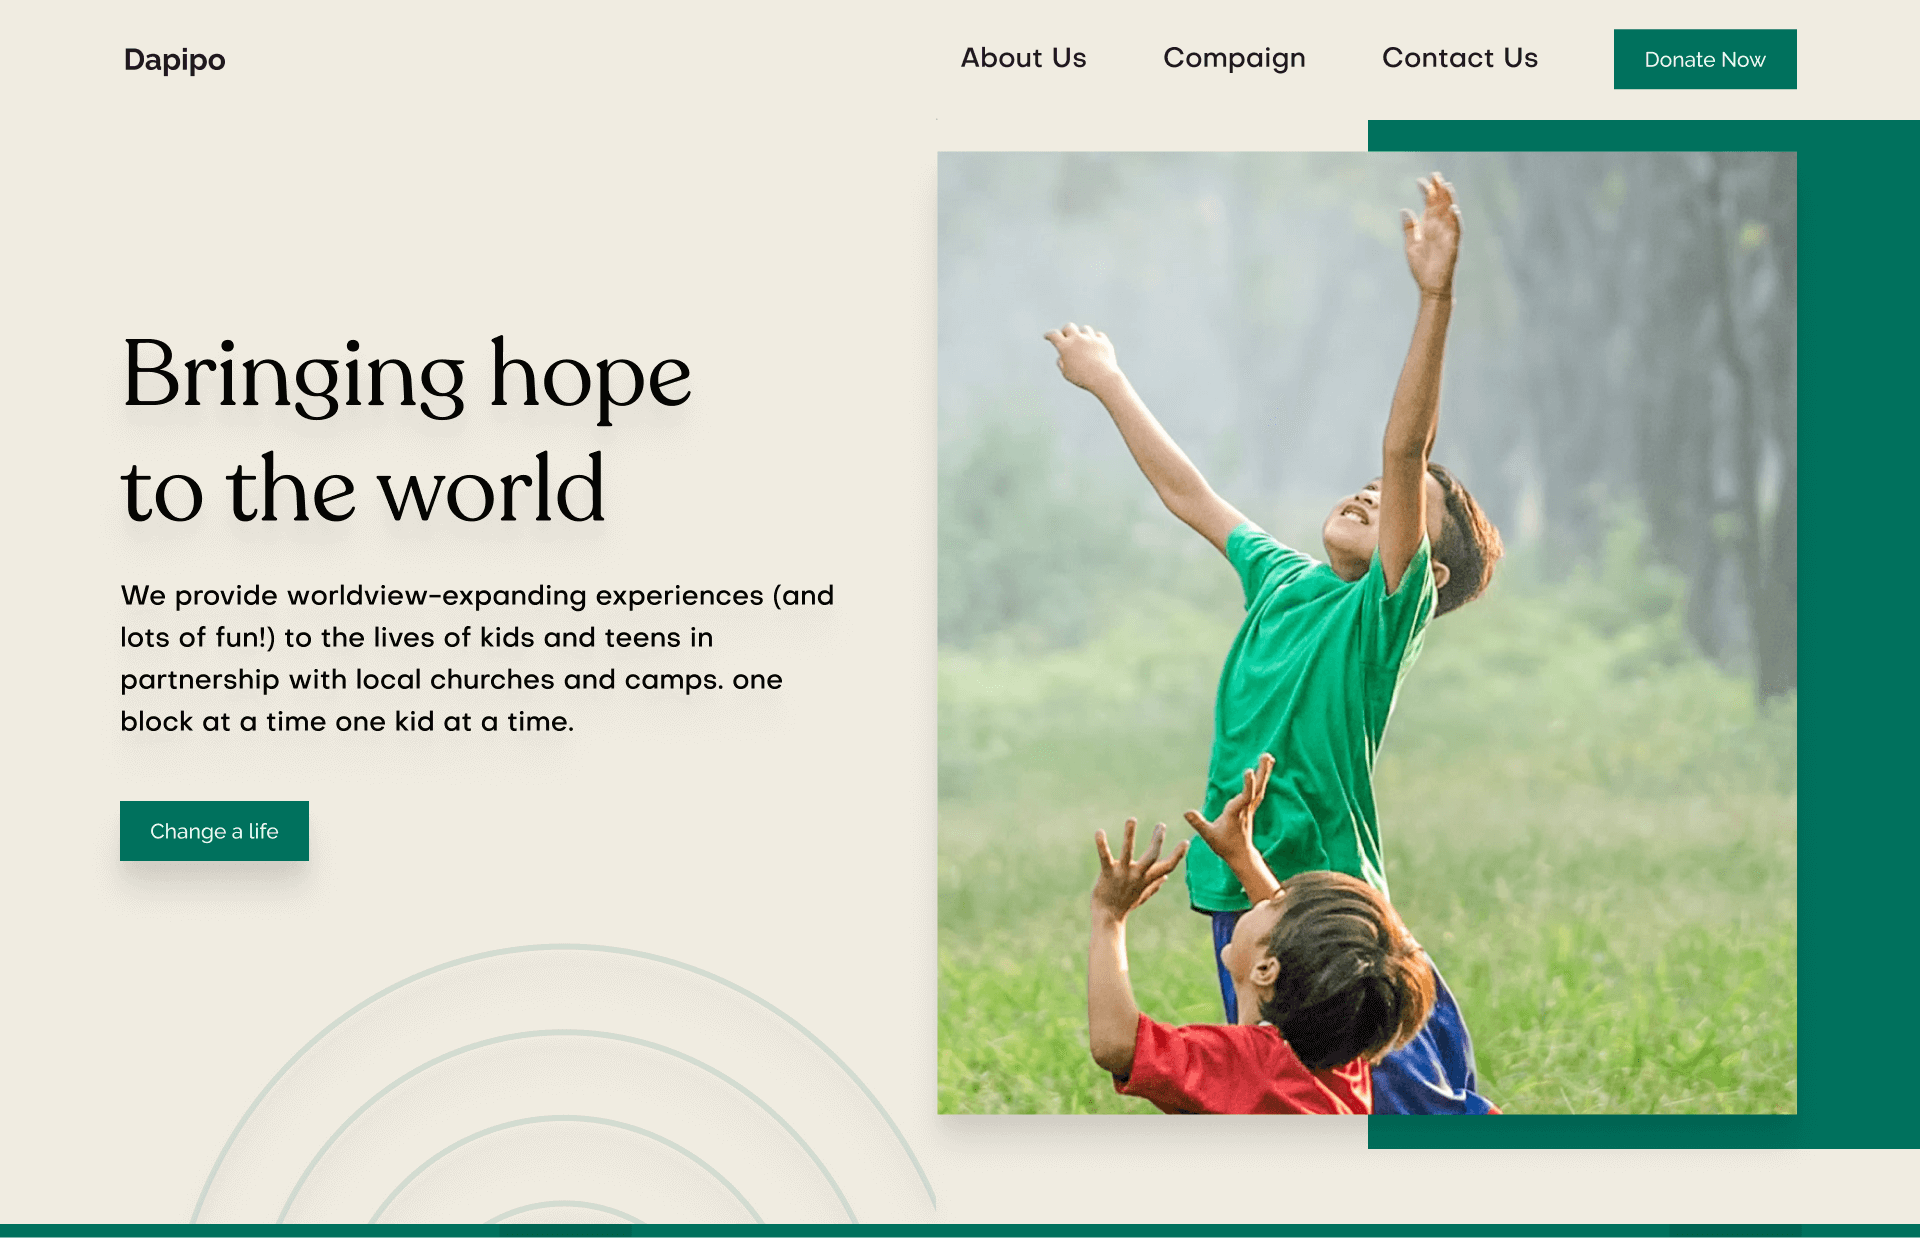 Dapipo
About Us
Compaign
Contact Us
Donate Now
Bringing hope
to the world
We provide worldview-expanding experiences (and
lots of fun!) to the lives of kids and teens in
partnership with local churches and camps. one
block at a time one kid at a time.
Change a life